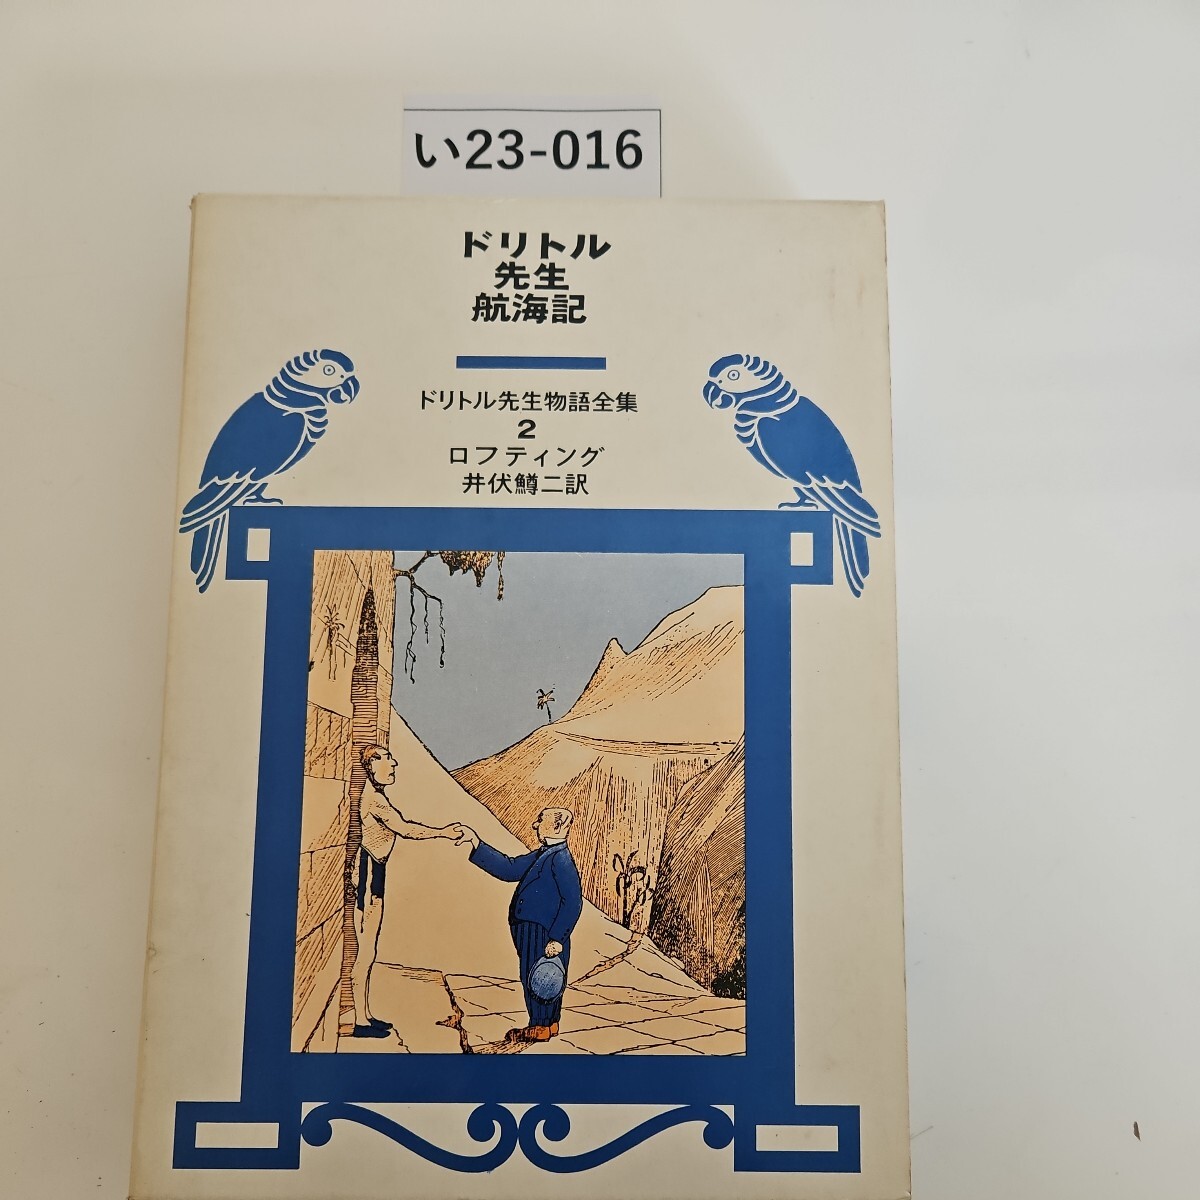 い23-016
ドリトル
先生
航海記
ドリトル先生物語全集
2
ロフティング
井伏鱒二訳